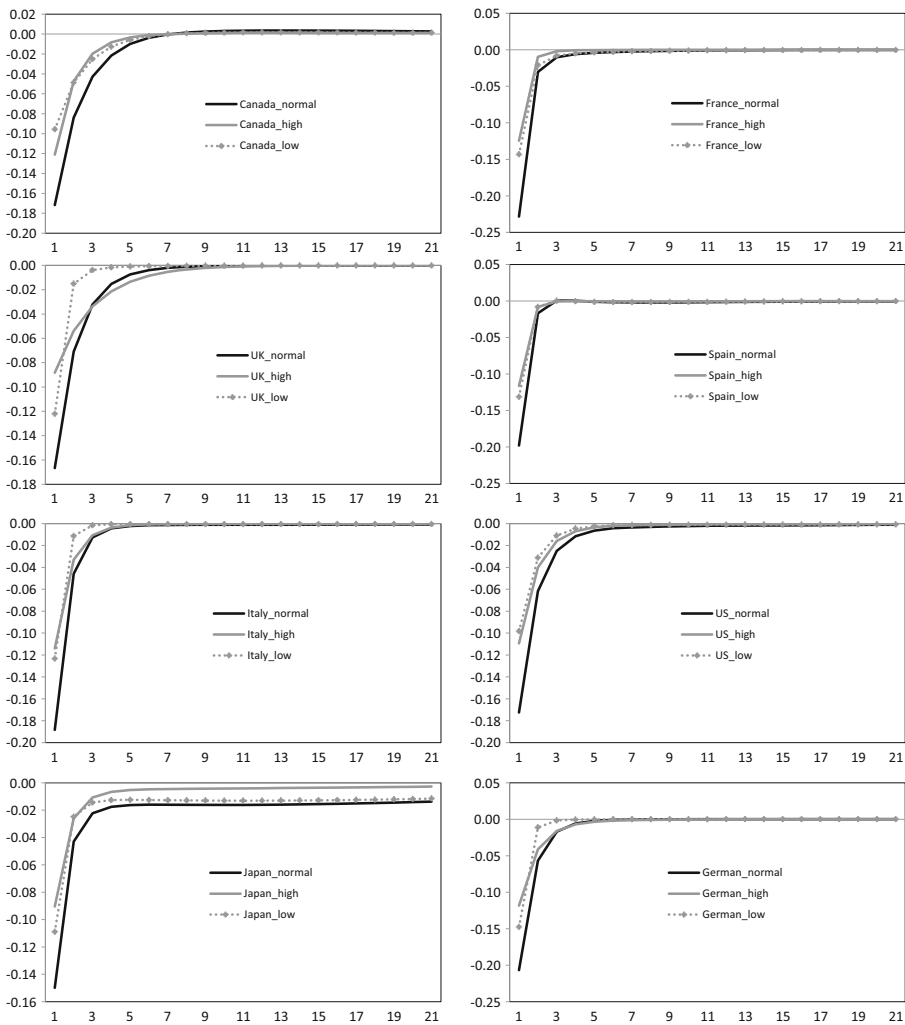 0.02
0.00
-0.02
-0.04
-0.06
-0.08
-0.10
-0.12
-0.14
-0.16
-0.18
-0.20
Canada_normal
Canada_high
Canada_low
1 3 5 7 9 11 13 15 17 19 21
0.05
0.00
-0.05
-0.10
-0.15
-0.20
-0.25
France_normal
France_high
France_low
1 3 5 7 9 11 13 15 17 19 21
0.00
-0.02
-0.04
-0.06
-0.08
-0.10
-0.12
-0.14
-0.16
-0.18
UK_normal
UK_high
UK_low
1 3 5 7 9 11 13 15 17 19 21
0.05
0.00
-0.05
-0.10
-0.15
-0.20
-0.25
Spain_normal
Spain_high
Spain_low
1 3 5 7 9 11 13 15 17 19 21
0.00
-0.02
-0.04
-0.06
-0.08
-0.10
-0.12
-0.14
-0.16
-0.18
-0.20
Italy_normal
Italy_high
Italy_low
1 3 5 7 9 11 13 15 17 19 21
0.00
-0.02
-0.04
-0.06
-0.08
-0.10
-0.12
-0.14
-0.16
-0.18
-0.20
US_normal
US_high
US_low
1 3 5 7 9 11 13 15 17 19 21
0.00
-0.02
-0.04
-0.06
-0.08
-0.10
-0.12
-0.14
-0.16
Japan_normal
Japan_high
Japan_low
1 3 5 7 9 11 13 15 17 19 21
0.05
0.00
-0.05
-0.10
-0.15
-0.20
-0.25
German_normal
German_high
German_low
1 3 5 7 9 11 13 15 17 19 21